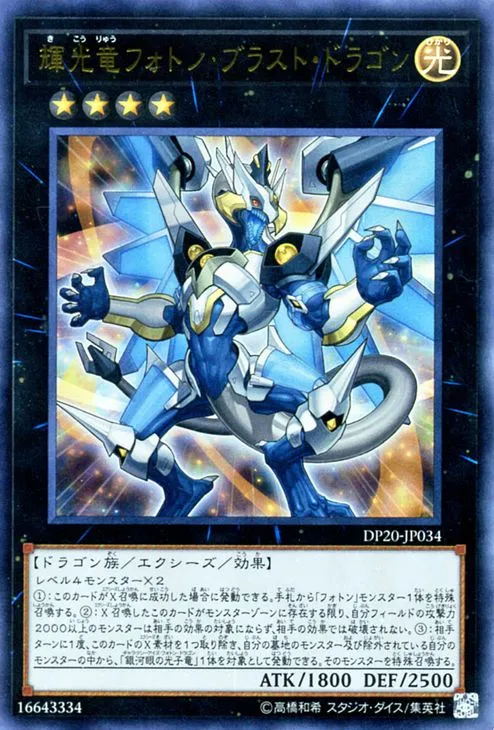 輝光竜フォトン・ブラスト・ドラゴン
光
DP20-JP034
【ドラゴン族/エクシーズ/効果】
レベル4モンスター×2
①：このカードがX召喚に成功した場合に発動できる。手札から「フォトン」モンスター1体を特殊
召喚する。②：X召喚したこのカードがモンスターゾーンに存在する限り、自分フィールドの攻撃力
2000以上のモンスターは相手の効果の対象にならず、相手の効果では破壊されない。③：相手
ターンに1度、このカードのX素材を1つ取り除き、自分の墓地のモンスター及び除外されている自分の
モンスターの中から、「銀河眼の光子竜」1体を対象として発動できる。そのモンスターを特殊召喚する。
ATK/1800 DEF/2500
16643334
©高橋和希 スタジオ・ダイス/集英社